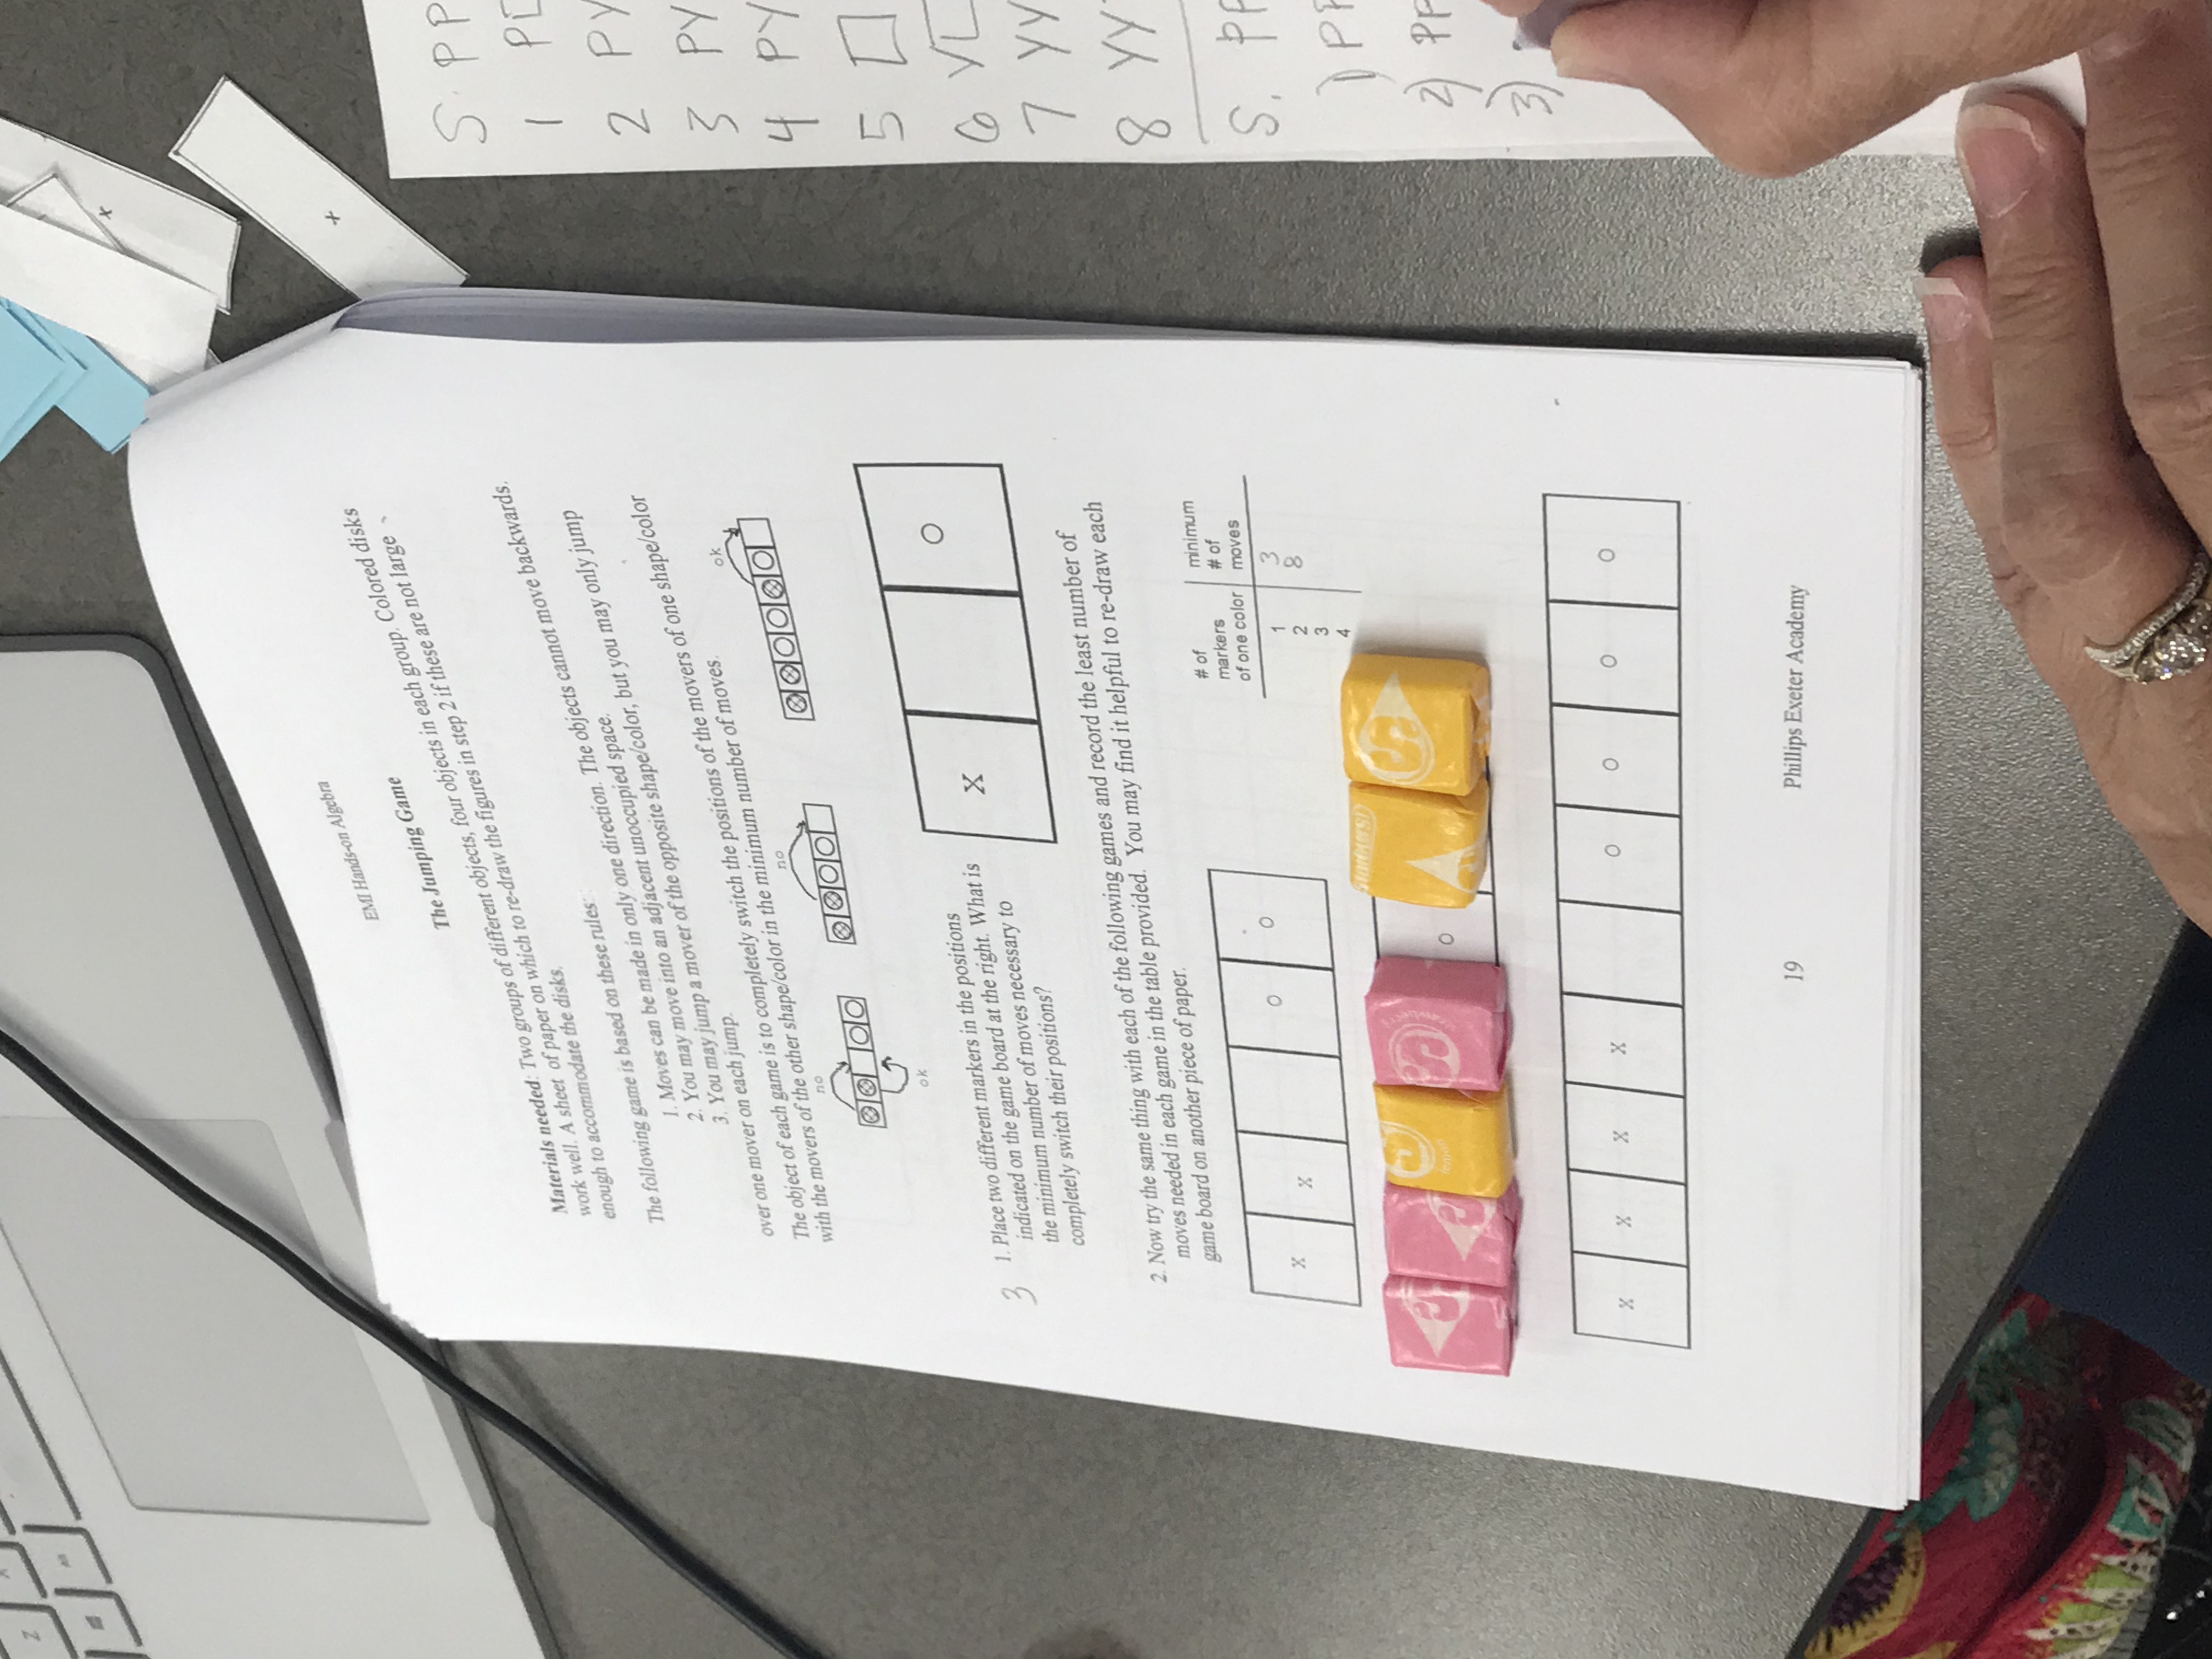 EMI Hands-on Algebra
The Jumping Game
Materials needed: Two groups of different objects, four objects in each group. Colored disks
work well. A sheet of paper on which to re-draw the figures in step 2 if these are not large
enough to accommodate the disks.
The following game is based on these rules:
1. Moves can be made in only one direction. The objects cannot move backwards.
2. You may move into an adjacent unoccupied space.
3. You may jump a mover of the opposite shape/color, but you may only jump
over one mover on each jump.
The object of each game is to completely switch the positions of the movers of one shape/color
with the movers of the other shape/color in the minimum number of moves.
no
no
ok
ok
3
1. Place two different markers in the positions
indicated on the game board at the right. What is
the minimum number of moves necessary to
completely switch their positions?
X O
2. Now try the same thing with each of the following games and record the least number of
moves needed in each game in the table provided. You may find it helpful to re-draw each
game board on another piece of paper.
X X O O
# of markers of one color
minimum # of moves
1 3
2 8
3
4
O
Starburst
lemon
strawberry
X X X X O O O O
19
Phillips Exeter Academy
S. PP
1 P
2 PY
3 PY
4 PY
5
6 Y
7 YY
8 YY
S. PP
1) PP
2) PP
3)
+
x
Z